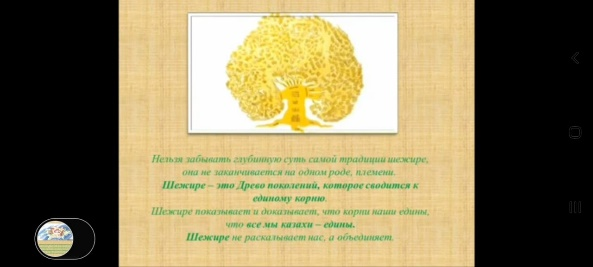 Нельзя забывать глубинную суть самой традиции шежире,
она не заканчивается на одном роде, племени.
Шежире – это Древо поколений, которое сводится к
единому корню.
Шежире показывает и доказывает, что корни наши едины,
что все мы казахи – едины.
Шежире не раскалывает нас, а объединяет.